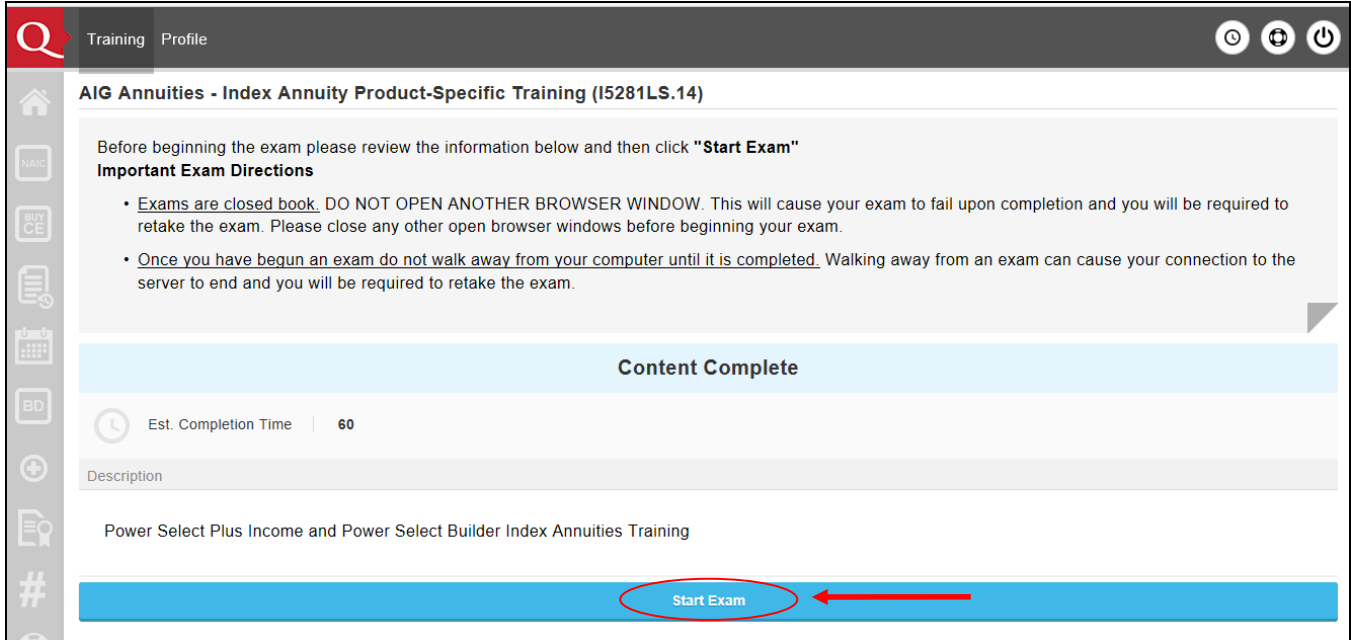 Q Training Profile
AIG Annuities - Index Annuity Product-Specific Training (I5281LS.14)
NAIC
Before beginning the exam please review the information below and then click "Start Exam"
Important Exam Directions
• Exams are closed book. DO NOT OPEN ANOTHER BROWSER WINDOW. This will cause your exam to fail upon completion and you will be required to
retake the exam. Please close any other open browser windows before beginning your exam.
BUY
CE
• Once you have begun an exam do not walk away from your computer until it is completed. Walking away from an exam can cause your connection to the
server to end and you will be required to retake the exam.
Content Complete
BD
Est. Completion Time 60
Description
Power Select Plus Income and Power Select Builder Index Annuities Training
#
Start Exam